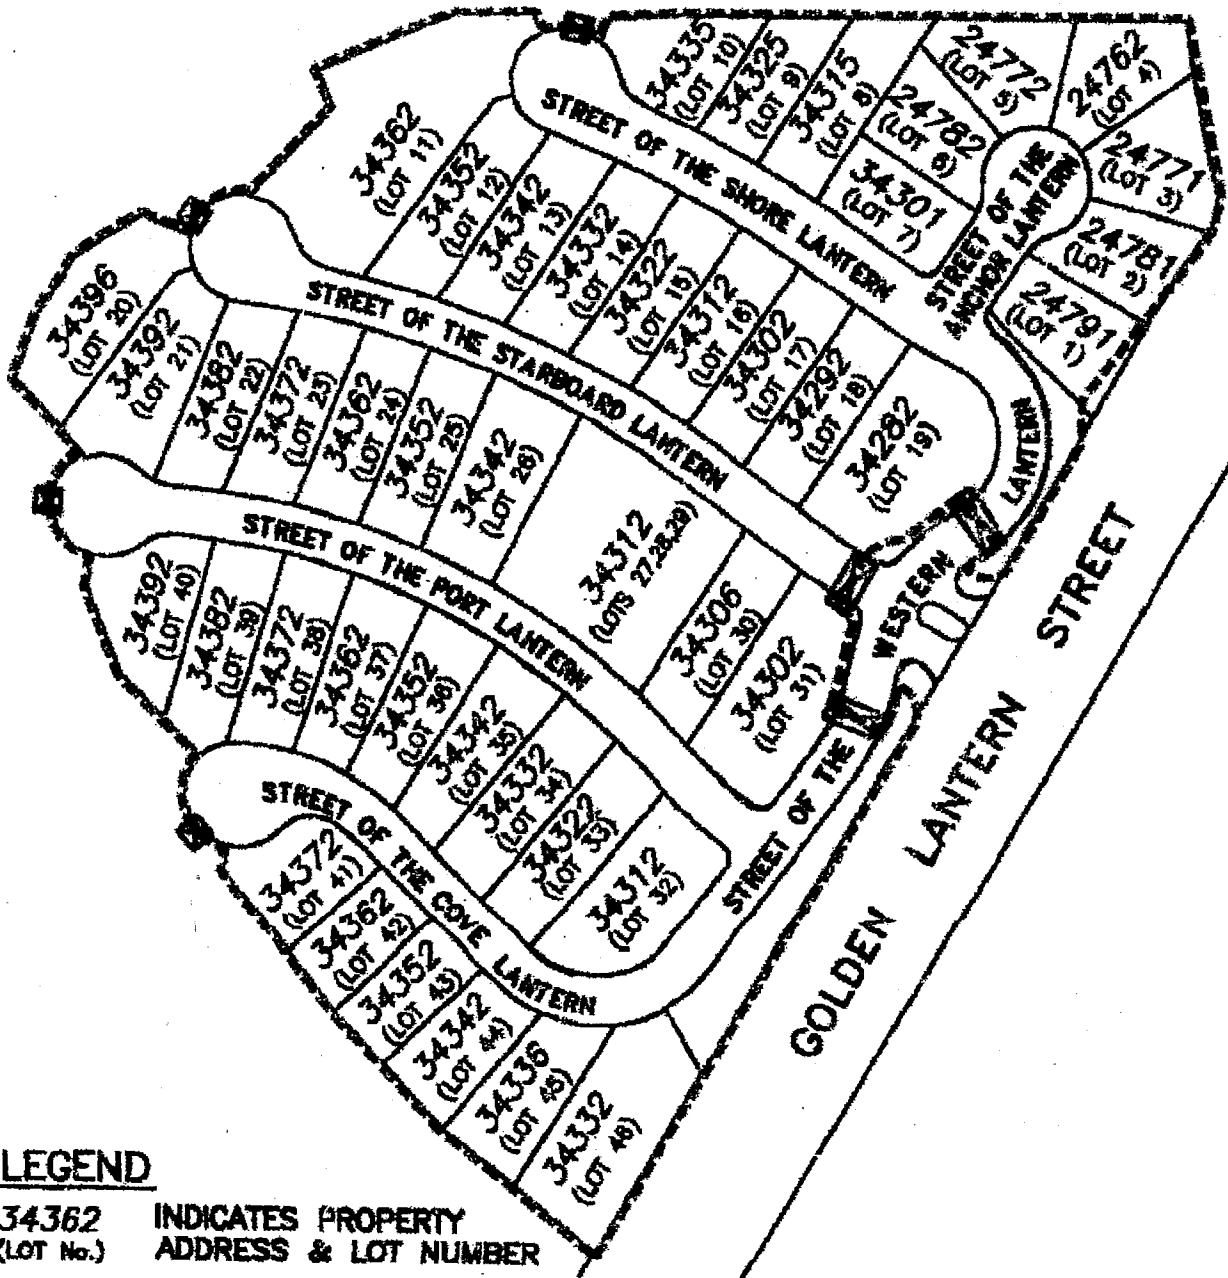 34335
(LOT 10)
34325
(LOT 9)
34315
(LOT 8)
24772
(LOT 5)
24762
(LOT 4)
24782
(LOT 6)
24771
(LOT 3)
34301
(LOT 7)
24781
(LOT 2)
24791
(LOT 1)
STREET OF THE
ANCHOR LANTERN
STREET OF THE SHORE LANTERN
34362
(LOT 11)
34352
(LOT 12)
34342
(LOT 13)
34332
(LOT 14)
34322
(LOT 15)
34312
(LOT 16)
34302
(LOT 17)
34292
(LOT 18)
34282
(LOT 19)
STREET OF THE STARBOARD LANTERN
34396
(LOT 20)
34392
(LOT 21)
34382
(LOT 22)
34372
(LOT 23)
34362
(LOT 24)
34352
(LOT 25)
34342
(LOT 26)
34312
(LOTS 27,28,29)
34306
(LOT 30)
34302
(LOT 31)
STREET OF THE PORT LANTERN
34392
(LOT 40)
34382
(LOT 39)
34372
(LOT 38)
34362
(LOT 37)
34352
(LOT 36)
34342
(LOT 35)
34332
(LOT 34)
34322
(LOT 33)
34312
(LOT 32)
STREET OF THE COVE LANTERN
34372
(LOT 41)
34362
(LOT 42)
34352
(LOT 43)
34342
(LOT 44)
34336
(LOT 45)
34332
(LOT 46)
STREET OF THE WESTERN LANTERN
GOLDEN LANTERN STREET
LEGEND
34362 INDICATES PROPERTY
(LOT No.) ADDRESS & LOT NUMBER